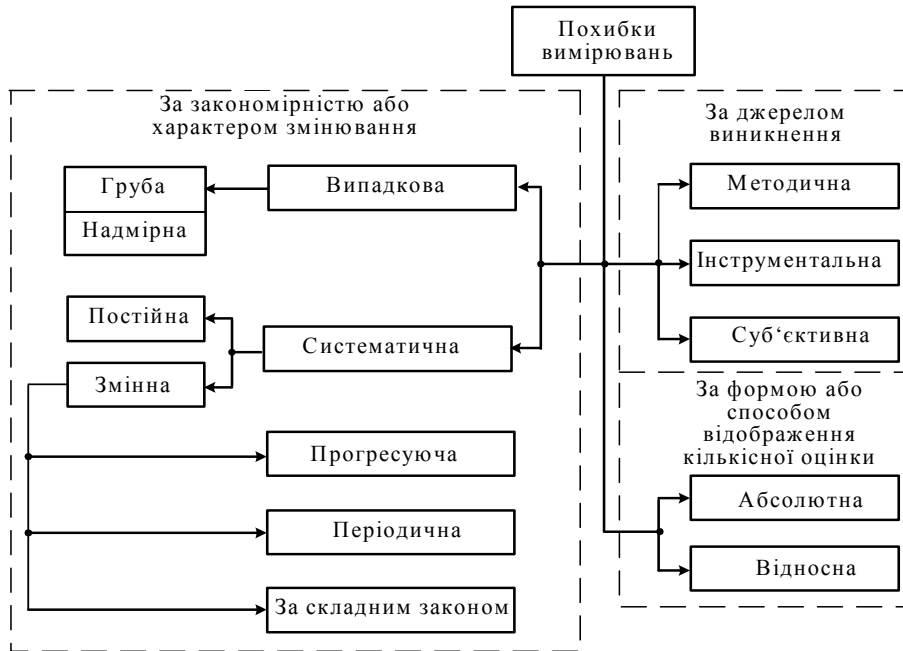 Похибки
вимірювань
За закономірністю або
характером змінювання
Груба
Надмірна
Випадкова
Постійна
Змінна
Систематична
Прогресуюча
Періодична
За складним законом
За джерелом
виникнення
Методична
Інструментальна
Суб‘єктивна
За формою або
способом
відображення
кількісної оцінки
Абсолютна
Відносна